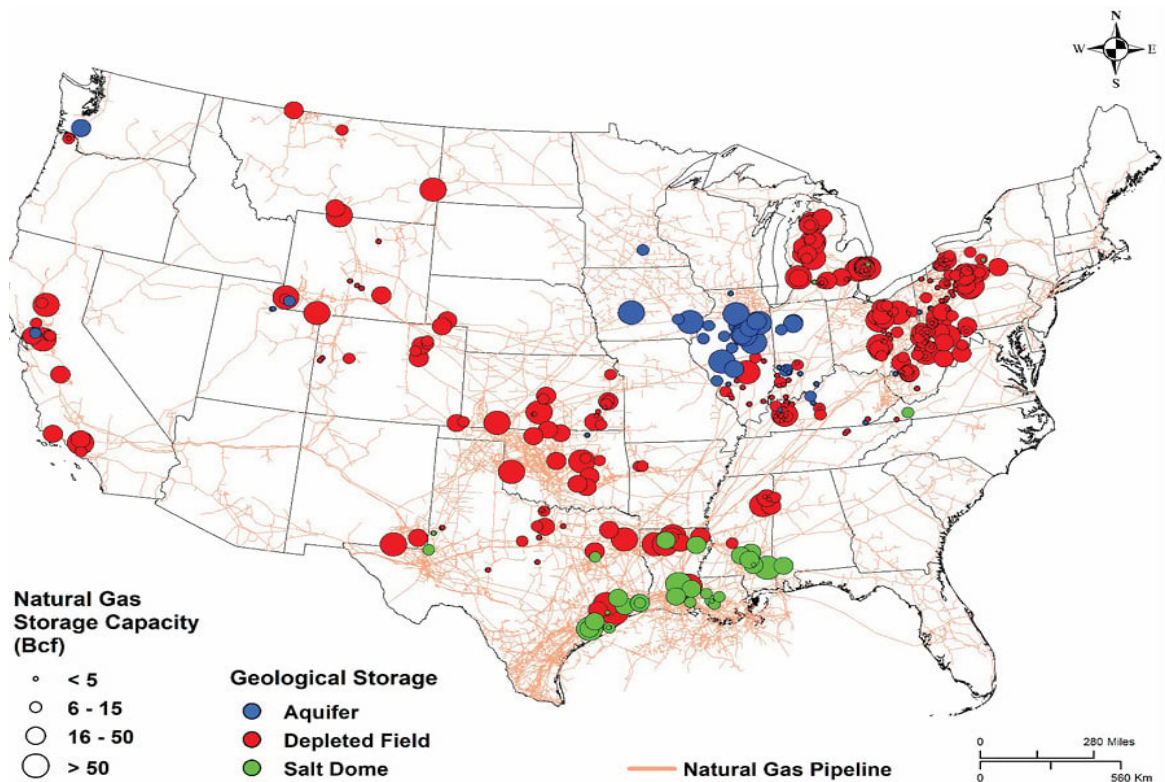 N
W E
S
Natural Gas
Storage Capacity
(Bcf)
< 5
6 - 15
16 - 50
> 50
Geological Storage
Aquifer
Depleted Field
Salt Dome
Natural Gas Pipeline
0 280 Miles
0 560 Km